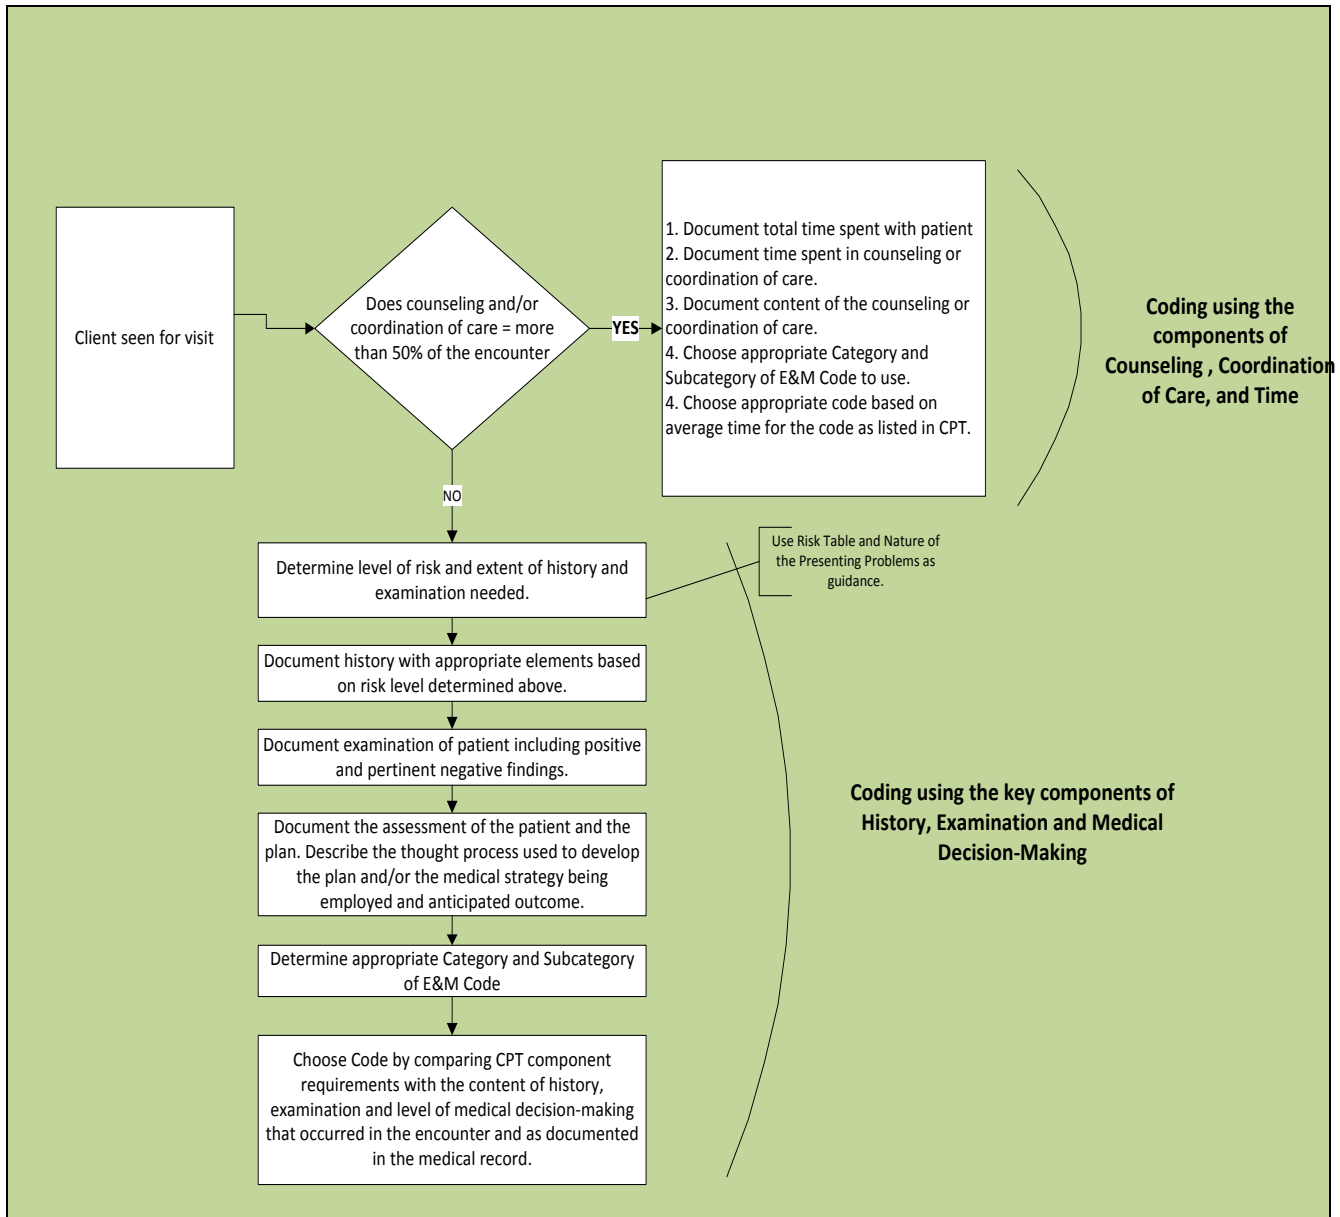 Client seen for visit
Does counseling and/or
coordination of care = more
than 50% of the encounter
YES
1. Document total time spent with patient
2. Document time spent in counseling or
coordination of care.
3. Document content of the counseling or
coordination of care.
4. Choose appropriate Category and
Subcategory of E&M Code to use.
4. Choose appropriate code based on
average time for the code as listed in CPT.
Coding using the
components of
Counseling , Coordination
of Care, and Time
NO
Determine level of risk and extent of history and
examination needed.
Use Risk Table and Nature of
the Presenting Problems as
guidance.
Document history with appropriate elements based
on risk level determined above.
Document examination of patient including positive
and pertinent negative findings.
Document the assessment of the patient and the
plan. Describe the thought process used to develop
the plan and/or the medical strategy being
employed and anticipated outcome.
Determine appropriate Category and Subcategory
of E&M Code
Choose Code by comparing CPT component
requirements with the content of history,
examination and level of medical decision-making
that occurred in the encounter and as documented
in the medical record.
Coding using the key components of
History, Examination and Medical
Decision-Making